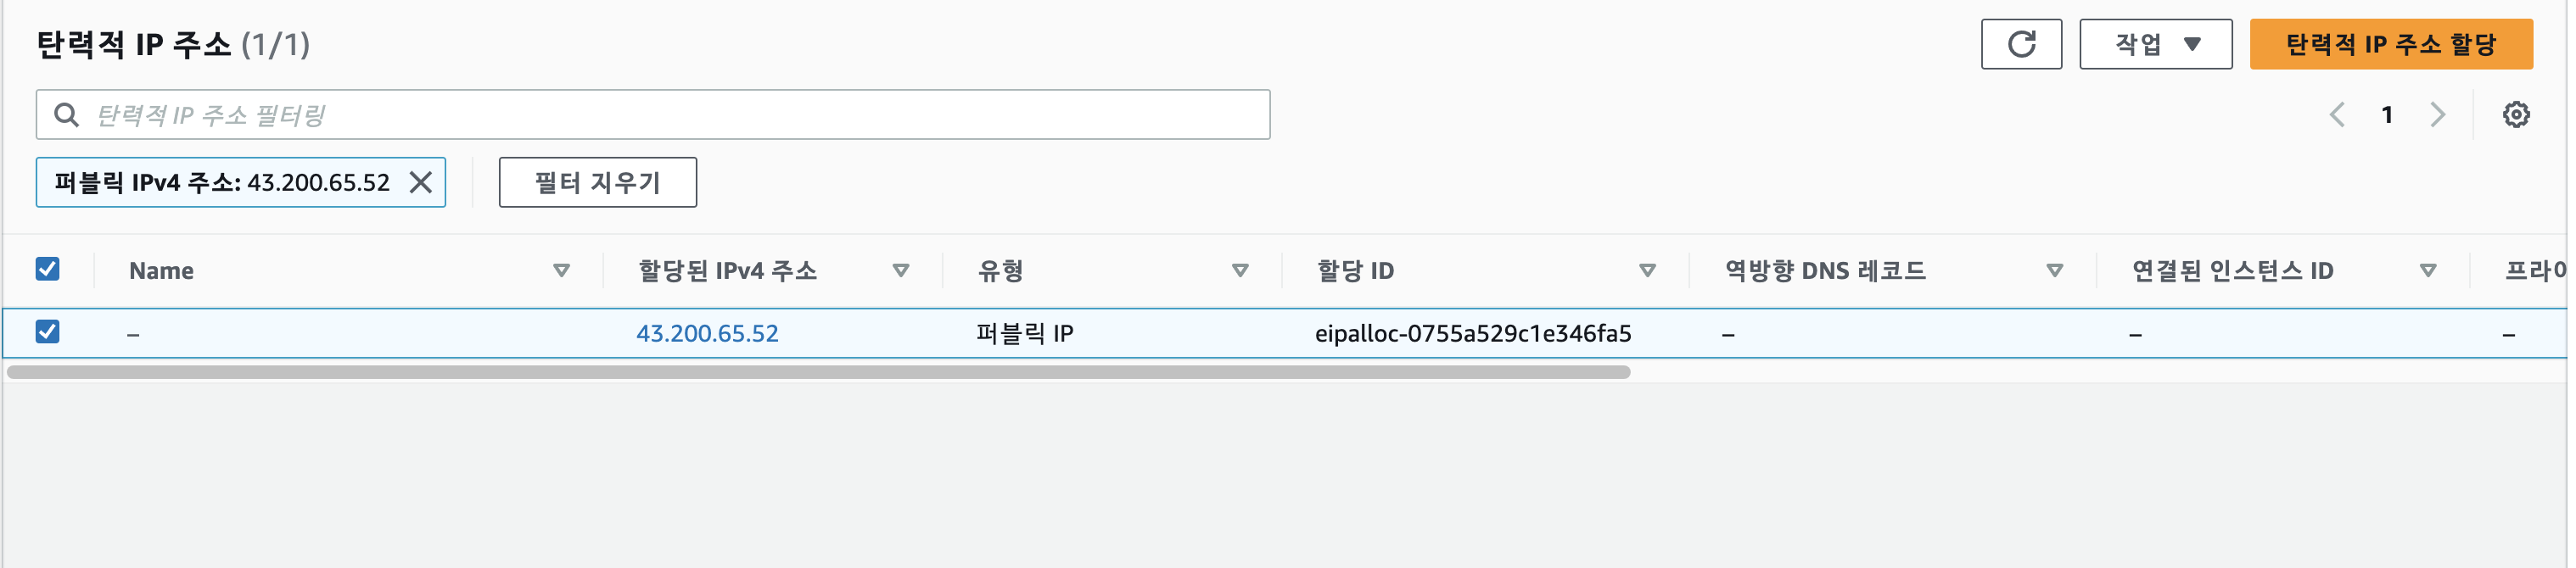 탄력적 IP 주소 (1/1)
작업
탄력적 IP 주소 할당
탄력적 IP 주소 필터링
1
퍼블릭 IPv4 주소: 43.200.65.52
필터 지우기
Name 할당된 IPv4 주소 유형 할당 ID 역방향 DNS 레코드 연결된 인스턴스 ID 프라이
– 43.200.65.52 퍼블릭 IP eipalloc-0755a529c1e346fa5 – – –